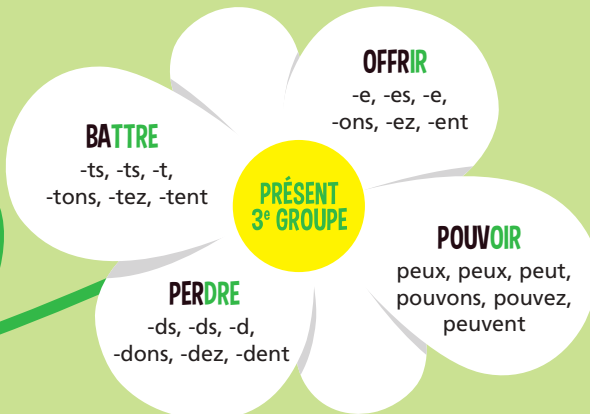 PRÉSENT
3e GROUPE
BATTRE
-ts, -ts, -t,
-tons, -tez, -tent
OFFRIR
-e, -es, -e,
-ons, -ez, -ent
PERDRE
-ds, -ds, -d,
-dons, -dez, -dent
POUVOIR
peux, peux, peut,
pouvons, pouvez,
peuvent